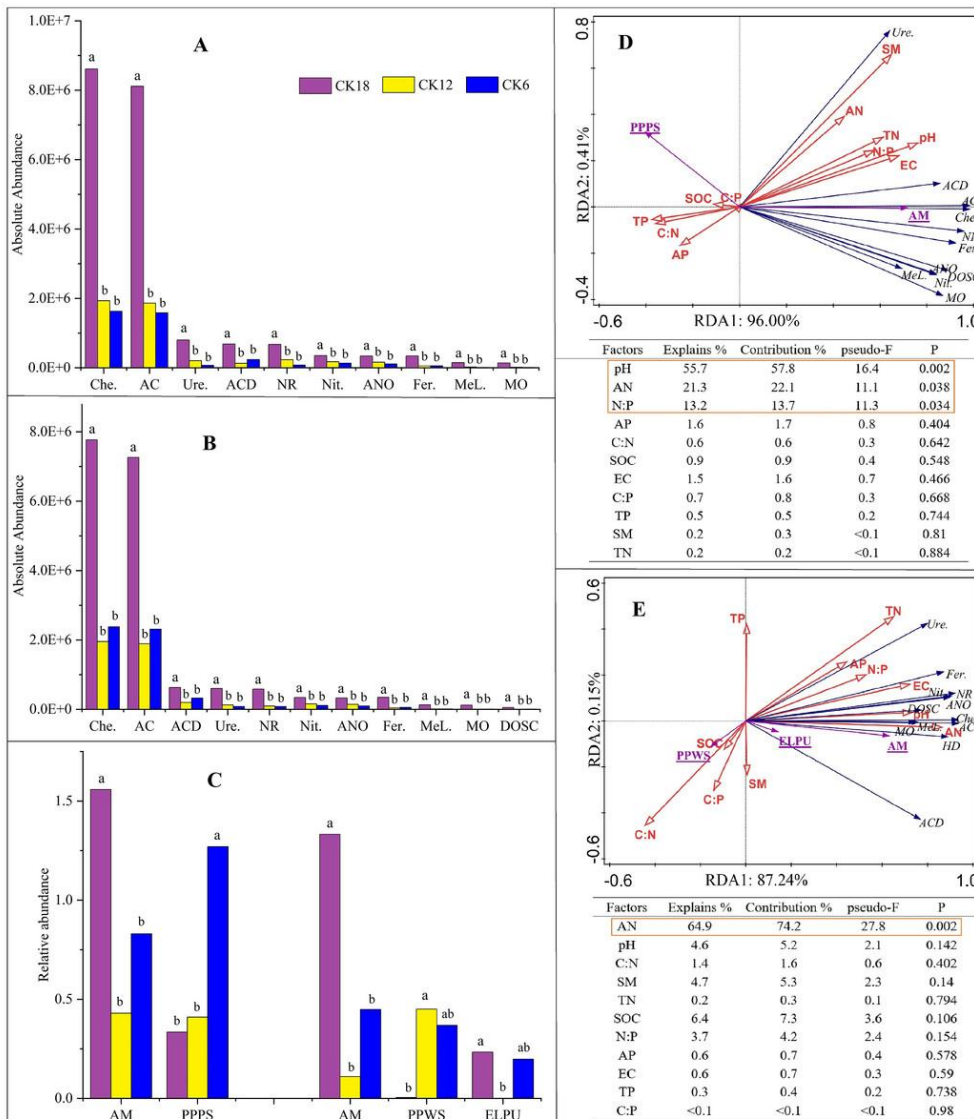 A
1.0E+7
8.0E+6
6.0E+6
4.0E+6
2.0E+6
0.0E+0
Absolute Abundance
CK18 CK12 CK6
a a a a a a a a a a
b b b b b b b b b b b b b b b b b b b b
Che. AC Ure. ACD NR Nit. ANO Fer. MeL. MO
B
8.0E+6
6.0E+6
4.0E+6
2.0E+6
0.0E+0
Absolute Abundance
a a a a a a a a a a a
b b b b b b b b b b b b b b b b b b b b b b
Che. AC ACD Ure. NR Nit. ANO Fer. MeL. MO DOSC
C
1.5
1.0
0.5
0.0
Relative abundance
a b b b b a a b b b a ab a b ab
AM PPPS AM PPWS ELPU
D
0.8
-0.4
RDA2: 0.41%
Ure.
SM
AN
PPPS
TN
pH
N:P
EC
ACD
SOC
C:P
AM
Che
TP
C:N
AP
Fer
ANO
MeL.
DOSC
Nit.
MO
-0.6 1.0
RDA1: 96.00%
Factors Explains % Contribution % pseudo-F P
pH 55.7 57.8 16.4 0.002
AN 21.3 22.1 11.1 0.038
N:P 13.2 13.7 11.3 0.034
AP 1.6 1.7 0.8 0.404
C:N 0.6 0.6 0.3 0.642
SOC 0.9 0.9 0.4 0.548
EC 1.5 1.6 0.7 0.466
C:P 0.7 0.8 0.3 0.668
TP 0.5 0.5 0.2 0.744
SM 0.2 0.3 <0.1 0.81
TN 0.2 0.2 <0.1 0.884
E
0.6
-0.6
RDA2: 0.15%
TP
TN
Ure.
AP
N:P
Fer.
EC
Nit.
NR
ANO
DOSC
pH
Che
MO
MeL.
AC
AN
HD
ELPU
AM
SOC
PPWS
C:P
SM
C:N
ACD
-0.6 1.0
RDA1: 87.24%
Factors Explains % Contribution % pseudo-F P
AN 64.9 74.2 27.8 0.002
pH 4.6 5.2 2.1 0.142
C:N 1.4 1.6 0.6 0.402
SM 4.7 5.3 2.3 0.14
TN 0.2 0.3 0.1 0.794
SOC 6.4 7.3 3.6 0.106
N:P 3.7 4.2 2.4 0.154
AP 0.6 0.7 0.4 0.578
EC 0.6 0.7 0.3 0.59
TP 0.3 0.4 0.2 0.738
C:P <0.1 <0.1 <0.1 0.98